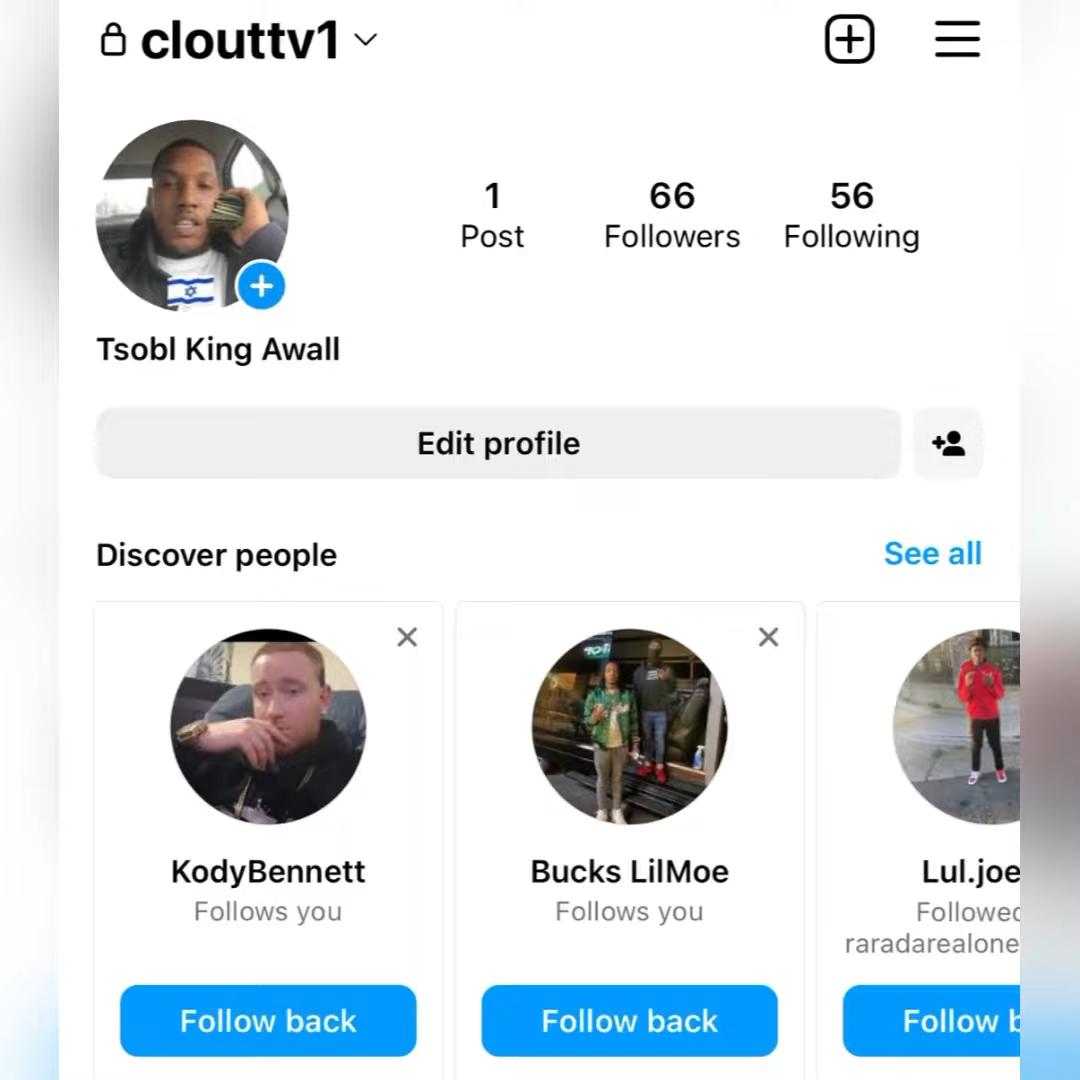 clouttv1
1
66
56
Post
Followers
Following
Tsobl King Awall
Edit profile
Discover people
See all
KodyBennett
Bucks LilMoe
Lul.joe
Follows you
Follows you
Followed
raradarealone
Follow back
Follow back
Follow b